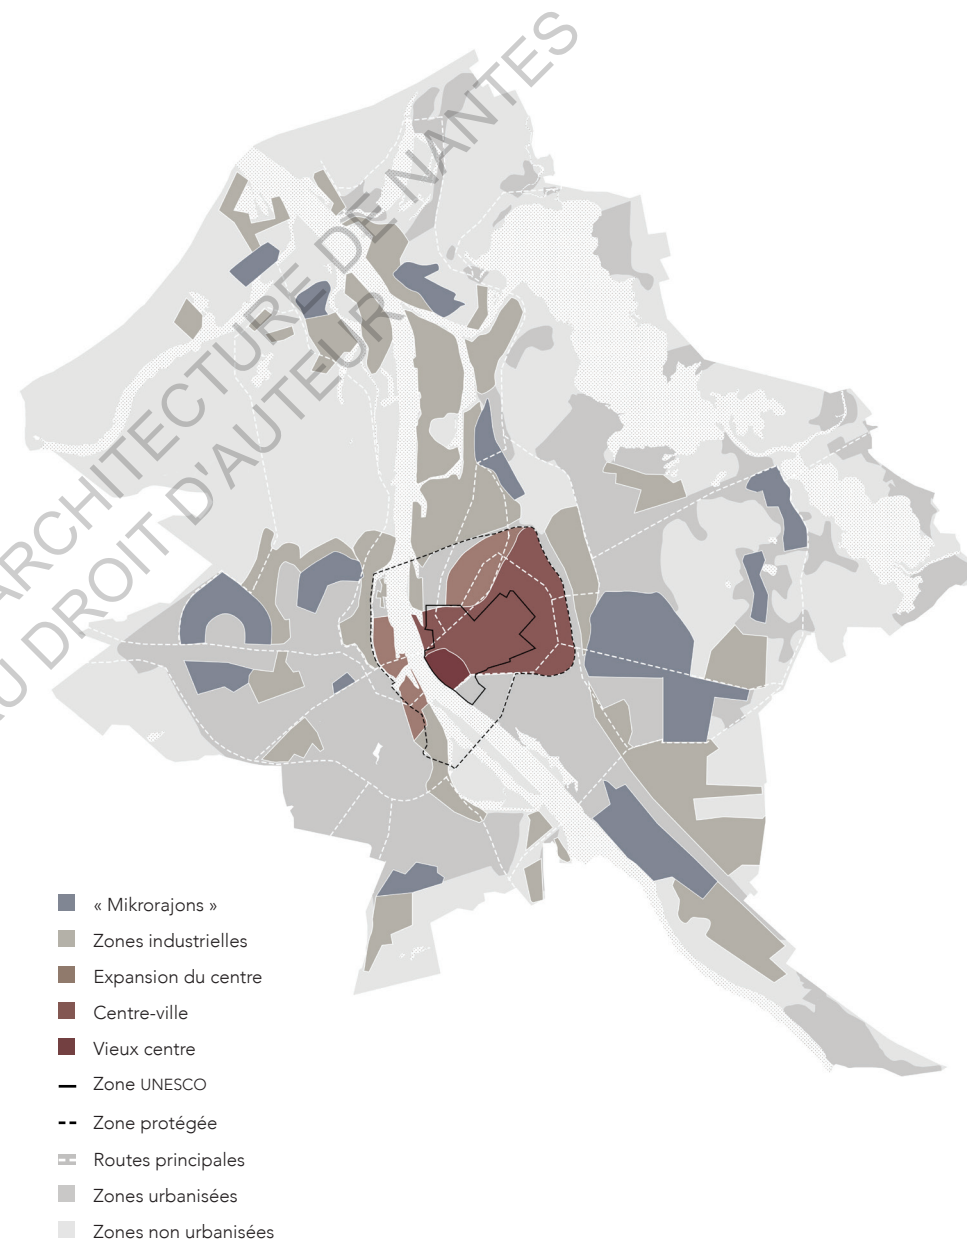 ARCHITECTURE DE NANTES
AU DROIT D'AUTEUR
« Mikrorajons »
Zones industrielles
Expansion du centre
Centre-ville
Vieux centre
Zone UNESCO
Zone protégée
Routes principales
Zones urbanisées
Zones non urbanisées